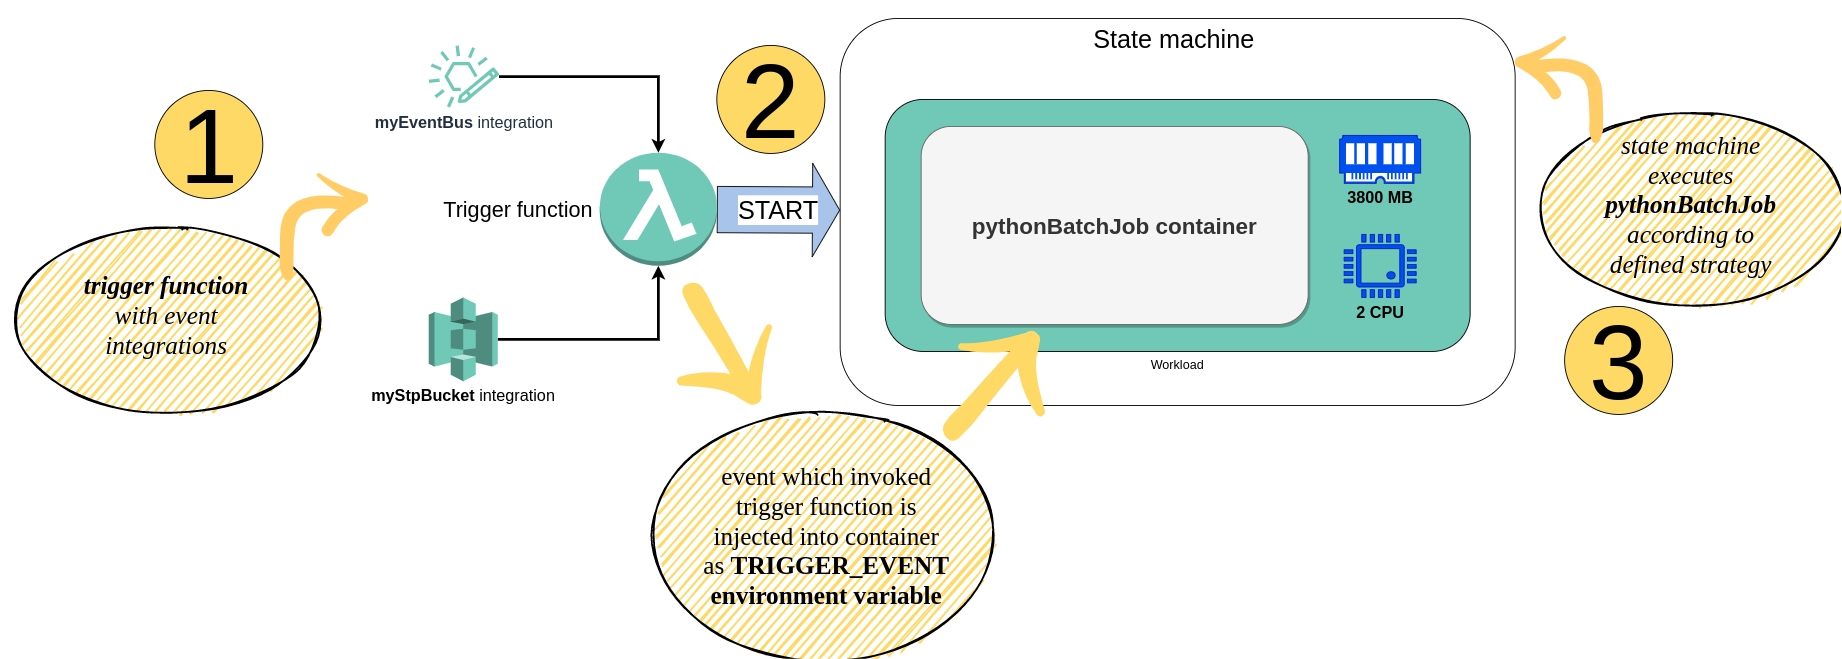 1
trigger function
with event
integrations
myEventBus integration
Trigger function
myStpBucket integration
2
START
event which invoked
trigger function is
injected into container
as TRIGGER_EVENT
environment variable
State machine
pythonBatchJob container
3800 MB
2 CPU
Workload
state machine
executes
pythonBatchJob
according to
defined strategy
3